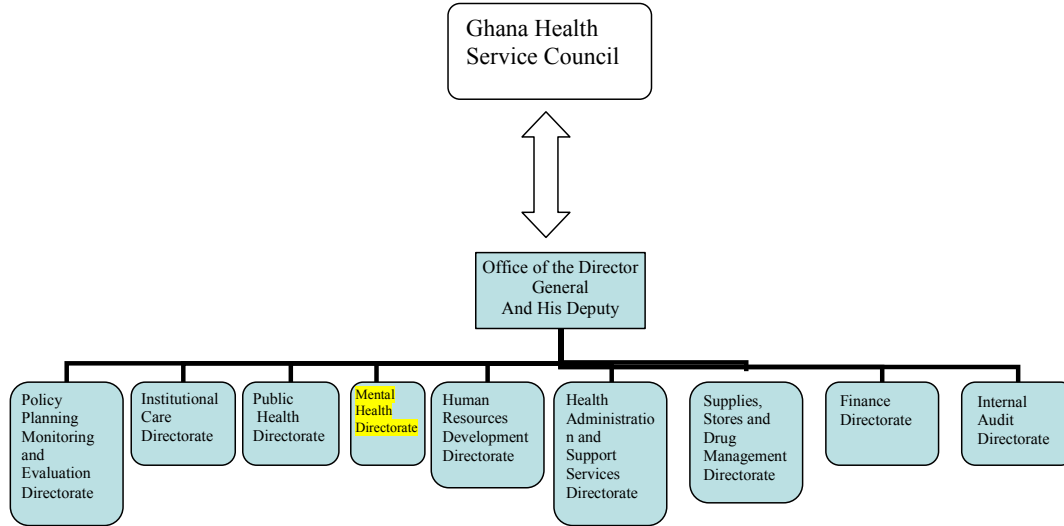 Ghana Health
Service Council
Office of the Director
General
And His Deputy
Policy
Planning
Monitoring
and
Evaluation
Directorate
Institutional
Care
Directorate
Public
Health
Directorate
Mental
Health
Directorate
Human
Resources
Development
Directorate
Health
Administratio
n and
Support
Services
Directorate
Supplies,
Stores and
Drug
Management
Directorate
Finance
Directorate
Internal
Audit
Directorate